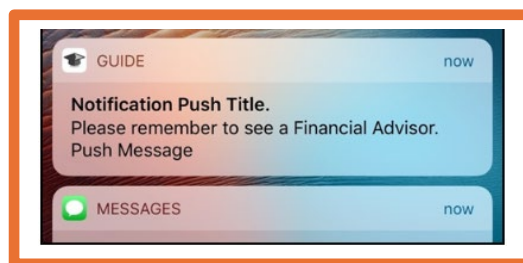 GUIDE now
Notification Push Title.
Please remember to see a Financial Advisor.
Push Message
MESSAGES now